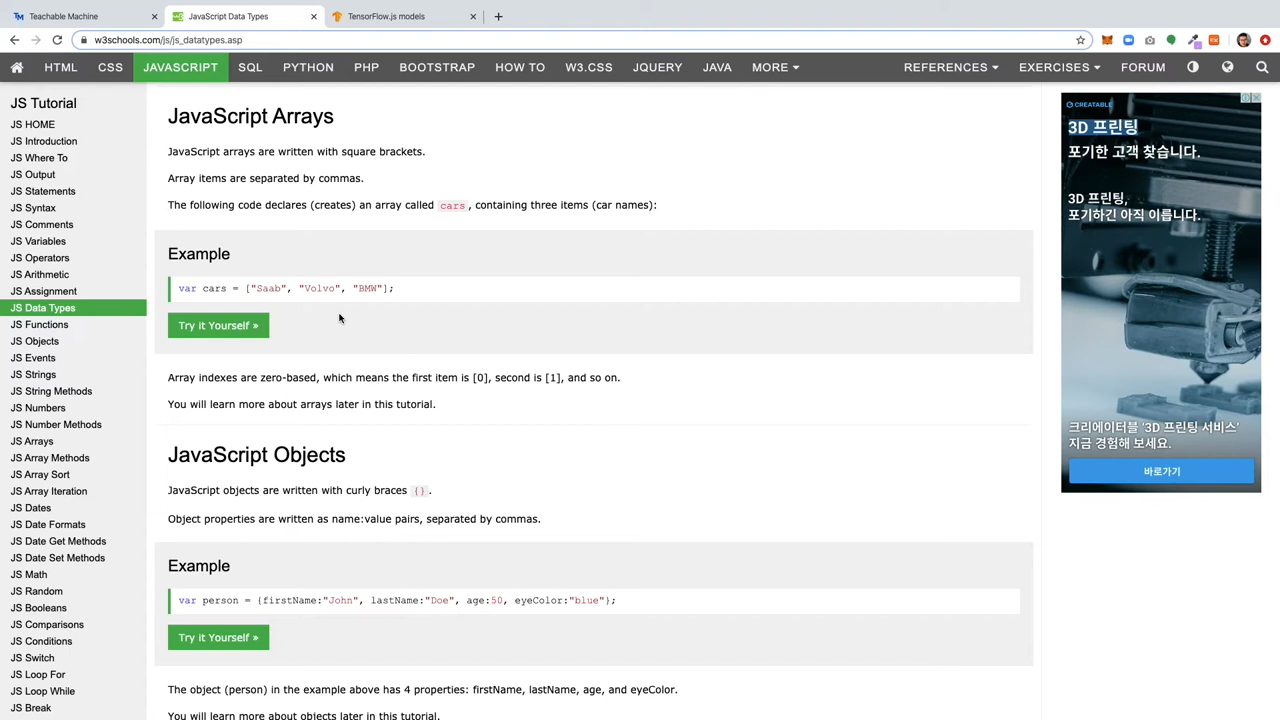 Teachable Machine
JavaScript Data Types
TensorFlow.js models
w3schools.com/js/js_datatypes.asp
HTML CSS JAVASCRIPT SQL PYTHON PHP BOOTSTRAP HOW TO W3.CSS JQUERY JAVA MORE REFERENCES EXERCISES FORUM
JS Tutorial
JS HOME
JS Introduction
JS Where To
JS Output
JS Statements
JS Syntax
JS Comments
JS Variables
JS Operators
JS Arithmetic
JS Assignment
JS Data Types
JS Functions
JS Objects
JS Events
JS Strings
JS String Methods
JS Numbers
JS Number Methods
JS Arrays
JS Array Methods
JS Array Sort
JS Array Iteration
JS Dates
JS Date Formats
JS Date Get Methods
JS Date Set Methods
JS Math
JS Random
JS Booleans
JS Comparisons
JS Conditions
JS Switch
JS Loop For
JS Loop While
JS Break
JavaScript Arrays
JavaScript arrays are written with square brackets.
Array items are separated by commas.
The following code declares (creates) an array called cars, containing three items (car names):
Example
var cars = ["Saab", "Volvo", "BMW"];
Try it Yourself »
Array indexes are zero-based, which means the first item is [0], second is [1], and so on.
You will learn more about arrays later in this tutorial.
JavaScript Objects
JavaScript objects are written with curly braces {}.
Object properties are written as name:value pairs, separated by commas.
Example
var person = {firstName:"John", lastName:"Doe", age:50, eyeColor:"blue"};
Try it Yourself »
The object (person) in the example above has 4 properties: firstName, lastName, age, and eyeColor.
You will learn more about objects later in this tutorial.
CREATABLE
3D 프린팅
포기한 고객 찾습니다.
3D 프린팅,
포기하긴 아직 이릅니다.
크리에이터블 '3D 프린팅 서비스'
지금 경험해 보세요.
바로가기